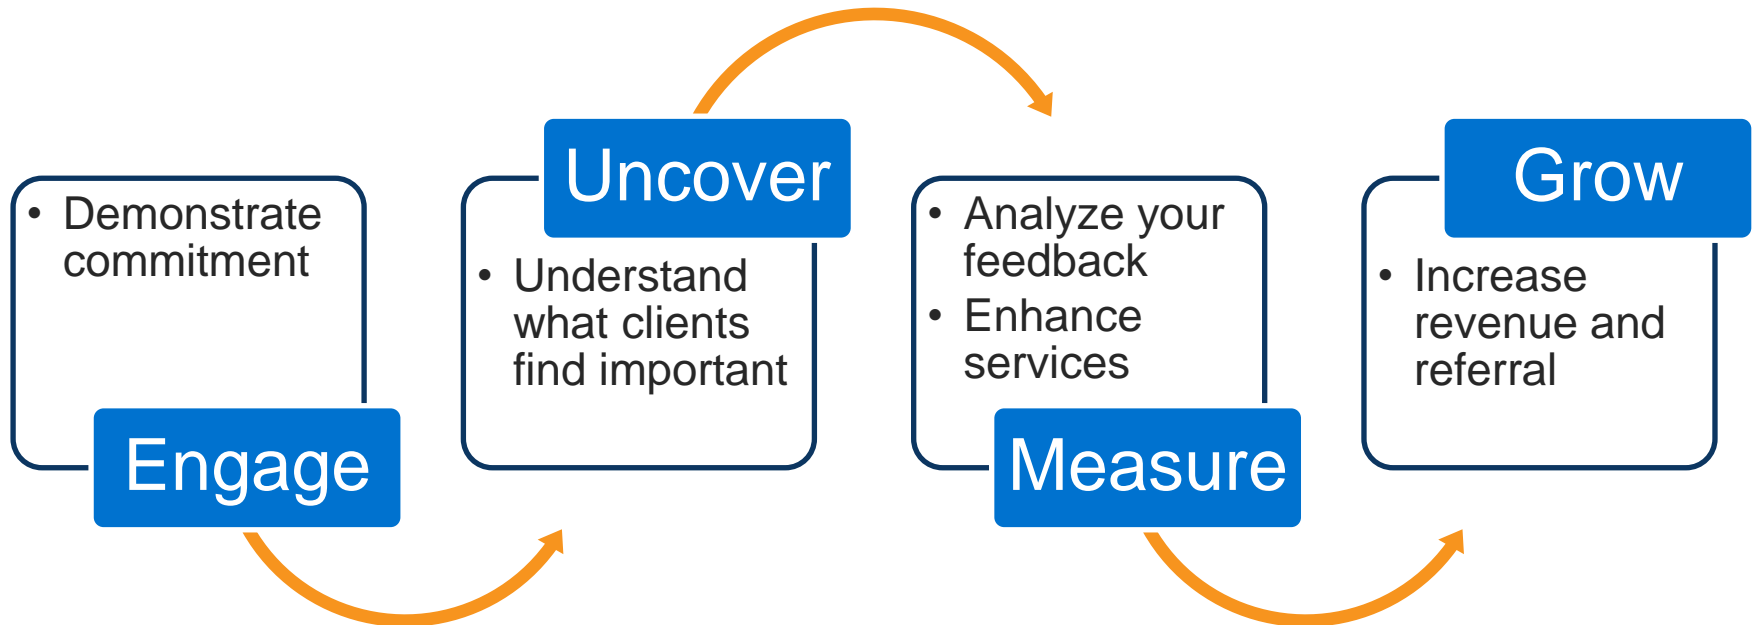 • Demonstrate
commitment
Engage
Uncover
• Understand
what clients
find important
• Analyze your
feedback
• Enhance
services
Measure
Grow
• Increase
revenue and
referral